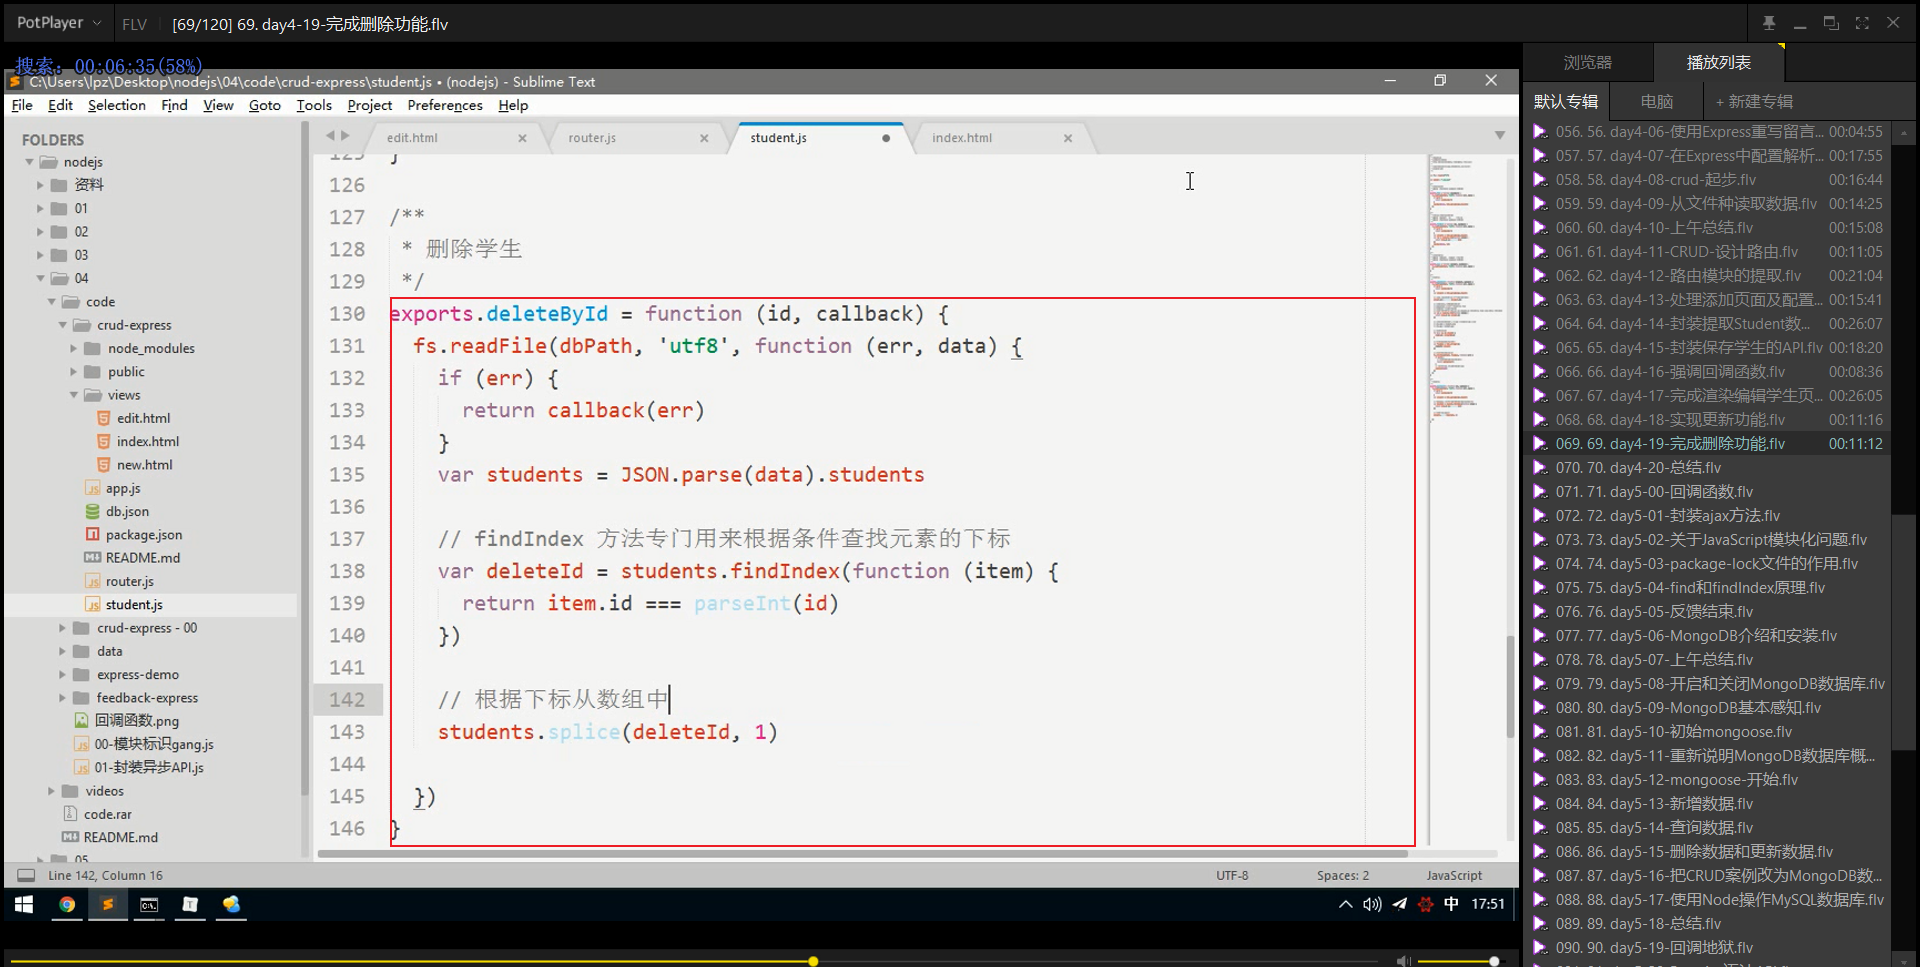 PotPlayer
FLV
[69/120] 69. day4-19-完成删除功能.flv
搜索: 00:06:35(58%)
C:\Users\lpz\Desktop\nodejs\04\code\crud-express\student.js • (nodejs) - Sublime Text
File Edit Selection Find View Goto Tools Project Preferences Help
FOLDERS
nodejs
资料
01
02
03
04
code
crud-express
node_modules
public
views
edit.html
index.html
new.html
app.js
db.json
package.json
README.md
router.js
student.js
crud-express - 00
data
express-demo
feedback-express
回调函数.png
00-模块标识gang.js
01-封装异步API.js
videos
code.rar
README.md
05
edit.html
router.js
student.js
index.html
125 }
126
127 /**
128 * 删除学生
129 */
130 exports.deleteById = function (id, callback) {
131 fs.readFile(dbPath, 'utf8', function (err, data) {
132 if (err) {
133 return callback(err)
134 }
135 var students = JSON.parse(data).students
136
137 // findIndex 方法专门用来根据条件查找元素的下标
138 var deleteId = students.findIndex(function (item) {
139 return item.id === parseInt(id)
140 })
141
142 // 根据下标从数组中
143 students.splice(deleteId, 1)
144
145 })
146 }
Line 142, Column 16
UTF-8
Spaces: 2
JavaScript
中
17:51
浏览器
播放列表
默认专辑
电脑
+ 新建专辑
056. 56. day4-06-使用Express重写留言... 00:04:55
057. 57. day4-07-在Express中配置解析... 00:17:55
058. 58. day4-08-crud-起步.flv 00:16:44
059. 59. day4-09-从文件种读取数据.flv 00:14:25
060. 60. day4-10-上午总结.flv 00:15:08
061. 61. day4-11-CRUD-设计路由.flv 00:11:05
062. 62. day4-12-路由模块的提取.flv 00:21:04
063. 63. day4-13-处理添加页面及配置... 00:15:41
064. 64. day4-14-封装提取Student数... 00:26:07
065. 65. day4-15-封装保存学生的API.flv 00:18:20
066. 66. day4-16-强调回调函数.flv 00:08:36
067. 67. day4-17-完成渲染编辑学生页... 00:26:05
068. 68. day4-18-实现更新功能.flv 00:11:16
069. 69. day4-19-完成删除功能.flv 00:11:12
070. 70. day4-20-总结.flv
071. 71. day5-00-回调函数.flv
072. 72. day5-01-封装ajax方法.flv
073. 73. day5-02-关于JavaScript模块化问题.flv
074. 74. day5-03-package-lock文件的作用.flv
075. 75. day5-04-find和findIndex原理.flv
076. 76. day5-05-反馈结束.flv
077. 77. day5-06-MongoDB介绍和安装.flv
078. 78. day5-07-上午总结.flv
079. 79. day5-08-开启和关闭MongoDB数据库.flv
080. 80. day5-09-MongoDB基本感知.flv
081. 81. day5-10-初始mongoose.flv
082. 82. day5-11-重新说明MongoDB数据库概...
083. 83. day5-12-mongoose-开始.flv
084. 84. day5-13-新增数据.flv
085. 85. day5-14-查询数据.flv
086. 86. day5-15-删除数据和更新数据.flv
087. 87. day5-16-把CRUD案例改为MongoDB数...
088. 88. day5-17-使用Node操作MySQL数据库.flv
089. 89. day5-18-总结.flv
090. 90. day5-19-回调地狱.flv